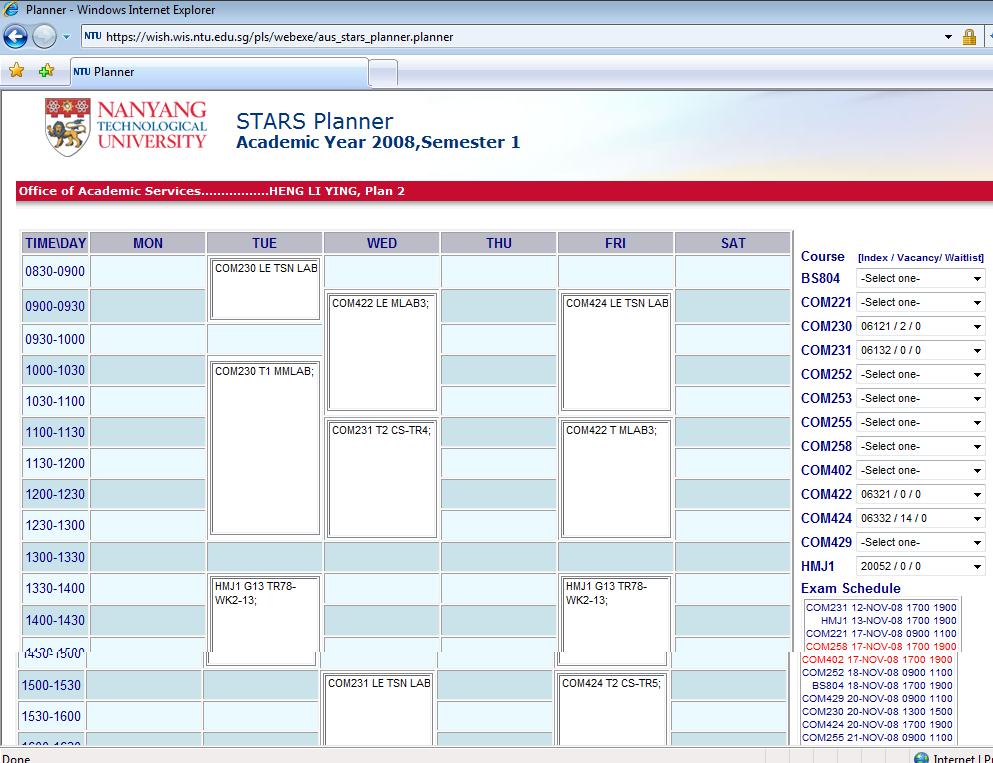 Planner - Windows Internet Explorer
NTU https://wish.wis.ntu.edu.sg/pls/webexe/aus_stars_planner.planner
NTU Planner
NANYANG
TECHNOLOGICAL
UNIVERSITY
STARS Planner
Academic Year 2008,Semester 1
Office of Academic Services.................HENG LI YING, Plan 2
TIME\DAY MON TUE WED THU FRI SAT
0830-0900 COM230 LE TSN LAB
0900-0930 COM422 LE MLAB3; COM424 LE TSN LAB
0930-1000
1000-1030 COM230 T1 MMLAB;
1030-1100
1100-1130 COM231 T2 CS-TR4; COM422 T MLAB3;
1130-1200
1200-1230
1230-1300
1300-1330
1330-1400 HMJ1 G13 TR78- HMJ1 G13 TR78-
WK2-13; WK2-13;
1400-1430
1430-1500
1500-1530 COM231 LE TSN LAB COM424 T2 CS-TR5;
1530-1600
Course [Index / Vacancy/ Waitlist]
BS804 -Select one-
COM221 -Select one-
COM230 06121 / 2 / 0
COM231 06132 / 0 / 0
COM252 -Select one-
COM253 -Select one-
COM255 -Select one-
COM258 -Select one-
COM402 -Select one-
COM422 06321 / 0 / 0
COM424 06332 / 14 / 0
COM429 -Select one-
HMJ1 20052 / 0 / 0
Exam Schedule
COM231 12-NOV-08 1700 1900
HMJ1 13-NOV-08 1700 1900
COM221 17-NOV-08 0900 1100
COM258 17-NOV-08 1700 1900
COM402 17-NOV-08 1700 1900
COM252 18-NOV-08 0900 1100
BS804 18-NOV-08 1700 1900
COM429 20-NOV-08 0900 1100
COM230 20-NOV-08 1300 1500
COM424 20-NOV-08 1700 1900
COM255 21-NOV-08 0900 1100
Done
Internet | P